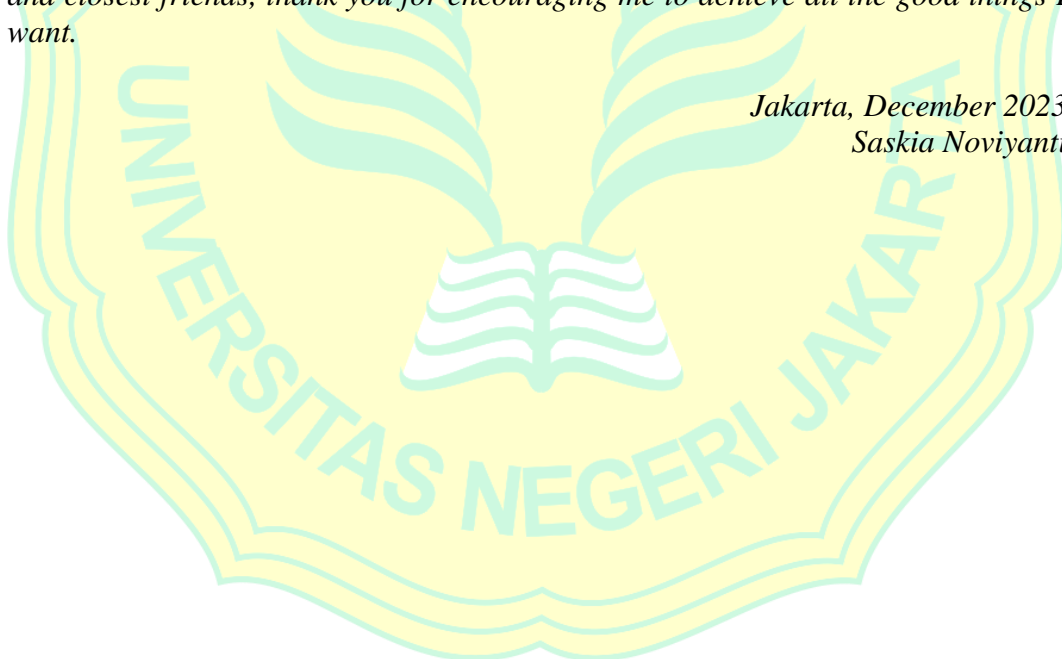 and closest friends, thank you for encouraging me to achieve all the good things I
want.
Jakarta, December 2023
Saskia Noviyanti
UNIVERSITAS NEGERI JAKARTA